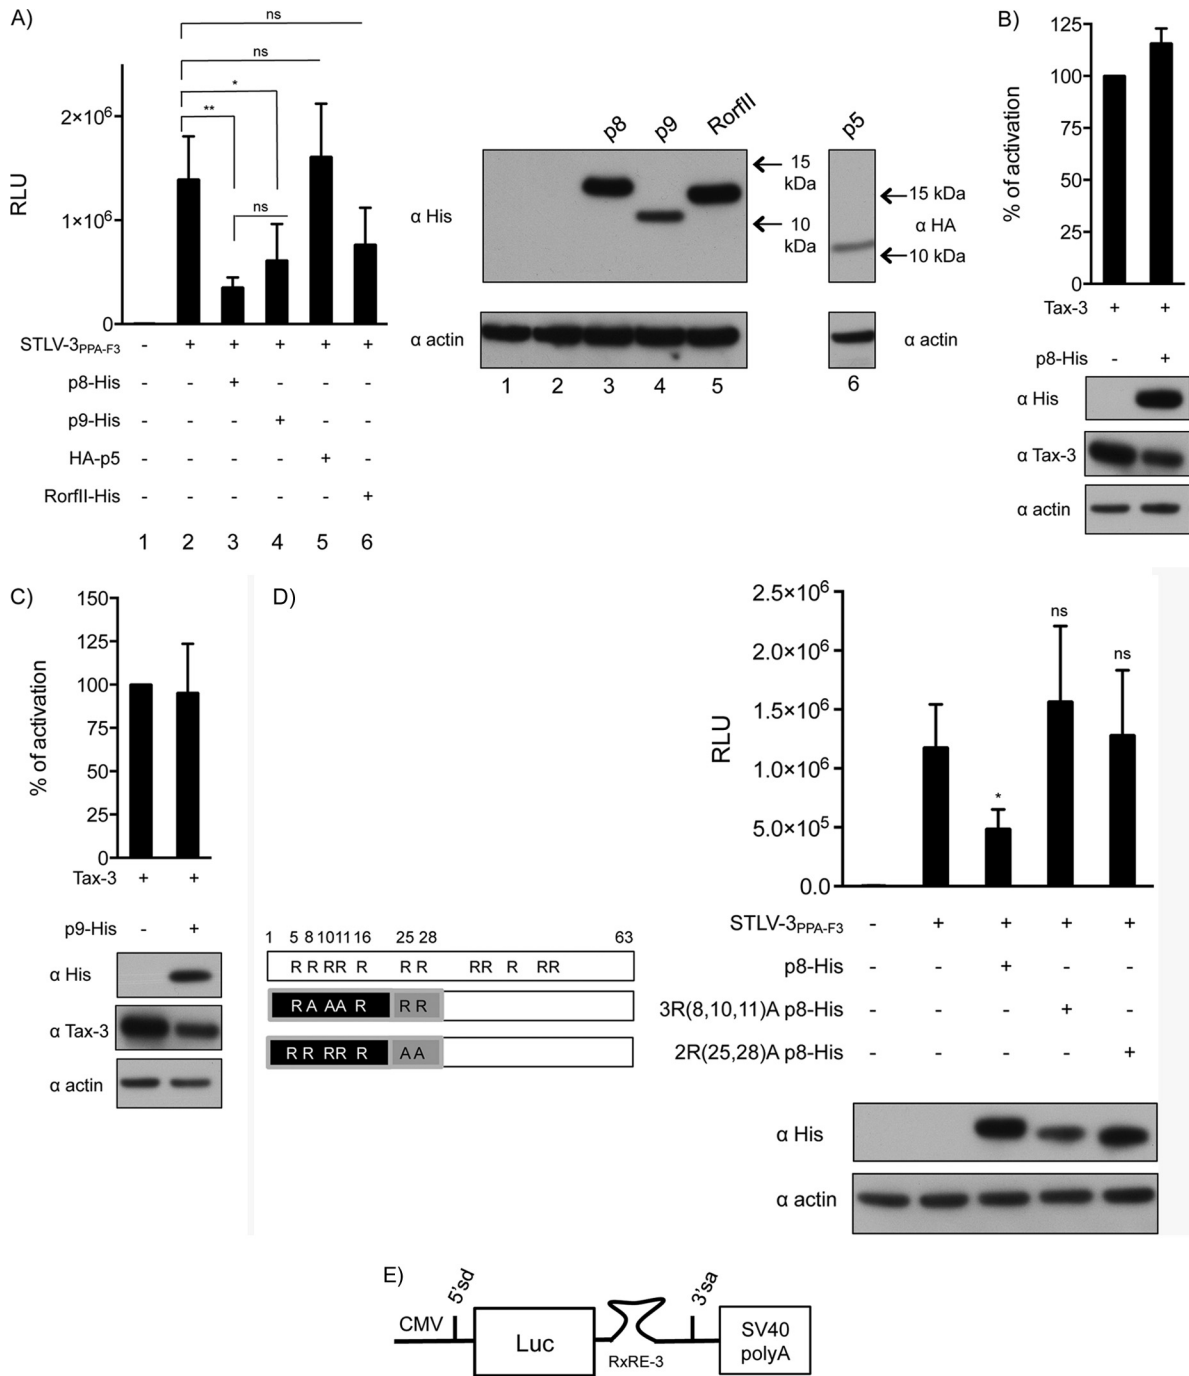 A)
ns
ns
*
**
ns
2×10⁶
1×10⁶
0
RLU
STLV-3PPA-F3 - + + + + +
p8-His - - + - - -
p9-His - - - + - -
HA-p5 - - - - + -
RorfII-His - - - - - +
1 2 3 4 5 6
p8 p9 RorfII p5
α His
15 kDa
10 kDa
15 kDa
α HA
10 kDa
α actin
α actin
1 2 3 4 5 6
B)
125
100
75
50
25
0
% of activation
Tax-3 + +
p8-His - +
α His
α Tax-3
α actin
C)
150
125
100
75
50
25
0
% of activation
Tax-3 + +
p9-His - +
α His
α Tax-3
α actin
D)
1 5 8 1011 16 25 28 63
R R RR R R R RR R RR
R A AA R R R
R R RR R A A
2.5×10⁶
2.0×10⁶
1.5×10⁶
1.0×10⁶
5.0×10⁵
0.0
RLU
*
ns
ns
STLV-3PPA-F3 - + + + +
p8-His - - + - -
3R(8,10,11)A p8-His - - - + -
2R(25,28)A p8-His - - - - +
α His
α actin
E)
CMV
5'sd
Luc
RxRE-3
3'sa
SV40
polyA